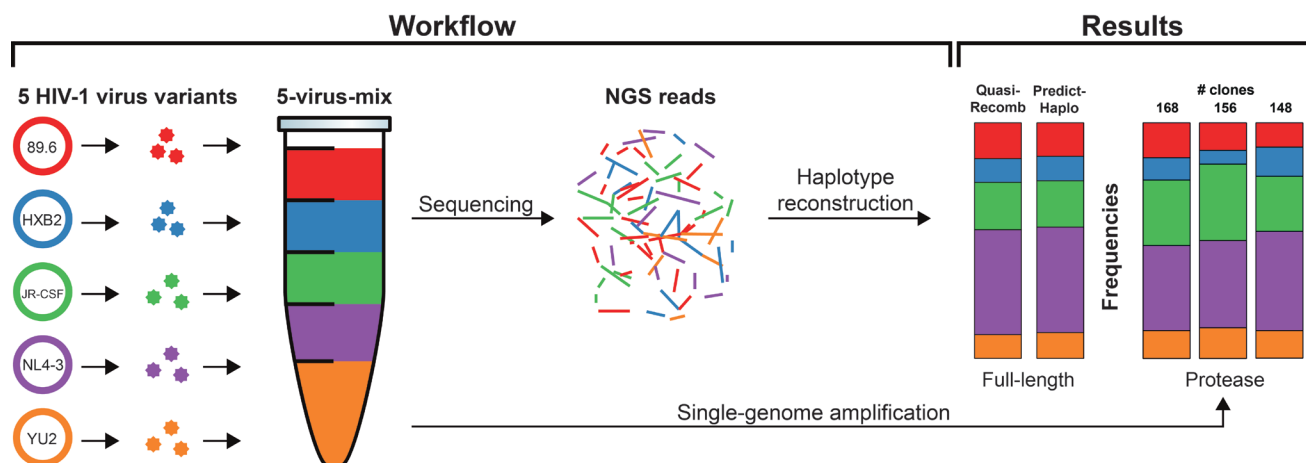 Workflow
Results
5 HIV-1 virus variants
5-virus-mix
NGS reads
Quasi-
Recomb
Predict-
Haplo
# clones
168
156
148
89.6
HXB2
JR-CSF
NL4-3
YU2
Sequencing
Haplotype
reconstruction
Frequencies
Full-length
Protease
Single-genome amplification